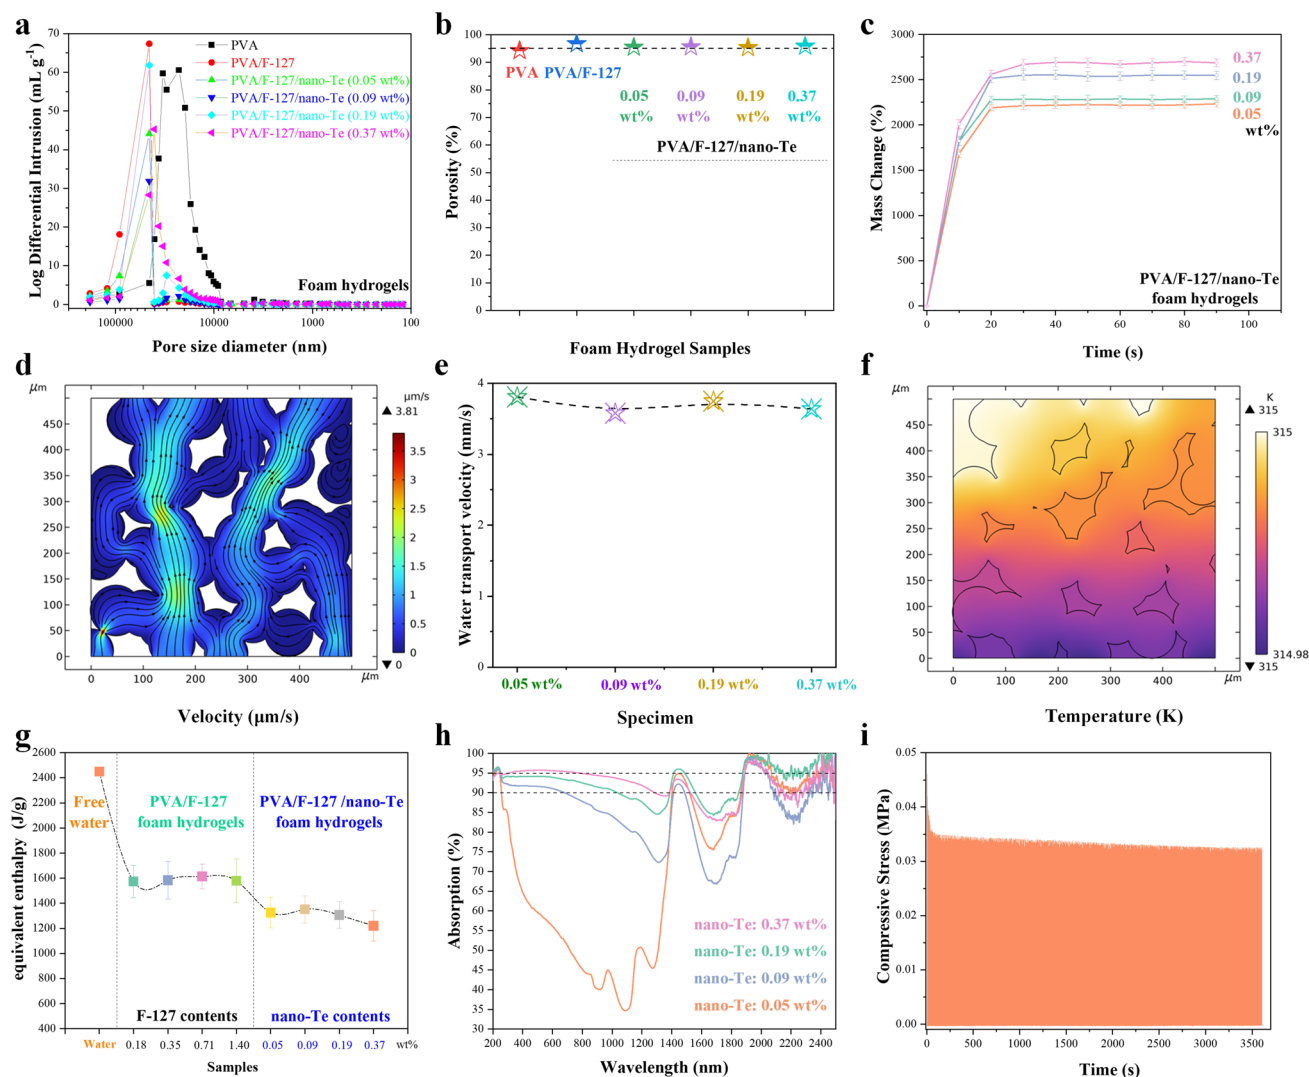 a
Log Differential Intrusion (mL g⁻¹)
70
60
50
40
30
20
10
0
PVA
PVA/F-127
PVA/F-127/nano-Te (0.05 wt%)
PVA/F-127/nano-Te (0.09 wt%)
PVA/F-127/nano-Te (0.19 wt%)
PVA/F-127/nano-Te (0.37 wt%)
Foam hydrogels
100000 10000 1000 100
Pore size diameter (nm)
b
Porosity (%)
100
90
80
70
60
50
40
30
20
10
0
PVA PVA/F-127
0.05 0.09 0.19 0.37
wt% wt% wt% wt%
PVA/F-127/nano-Te
Foam Hydrogel Samples
c
Mass Change (%)
3000
2500
2000
1750
1500
1000
500
0
0.37
0.19
0.09
0.05
wt%
PVA/F-127/nano-Te
foam hydrogels
0 20 40 60 80 100
Time (s)
d
μm
450
400
350
300
250
200
150
100
50
0
0 100 200 300 400 μm
μm/s
▲ 3.81
3.5
3
2.5
2
1.5
1
0.5
0
▼ 0
Velocity (μm/s)
e
Water transport velocity (mm/s)
4
2
0
0.05 wt% 0.09 wt% 0.19 wt% 0.37 wt%
Specimen
f
μm
450
400
350
300
250
200
150
100
50
0
0 100 200 300 400 μm
K
▲ 315
315
314.98
▼ 315
Temperature (K)
g
equivalent enthalpy (J/g)
2600
2400
2200
2000
1800
1600
1400
1200
1000
800
600
400
Free
water
PVA/F-127
foam hydrogels
PVA/F-127 /nano-Te
foam hydrogels
F-127 contents
nano-Te contents
Water 0.18 0.35 0.71 1.40 0.05 0.09 0.19 0.37 wt%
Samples
h
Absorption (%)
100
95
90
85
80
75
70
65
60
55
50
45
40
35
30
nano-Te: 0.37 wt%
nano-Te: 0.19 wt%
nano-Te: 0.09 wt%
nano-Te: 0.05 wt%
200 400 600 800 1000 1200 1400 1600 1800 2000 2200 2400
Wavelength (nm)
i
Compressive Stress (MPa)
0.05
0.04
0.03
0.02
0.01
0.00
0 500 1000 1500 2000 2500 3000 3500
Time (s)